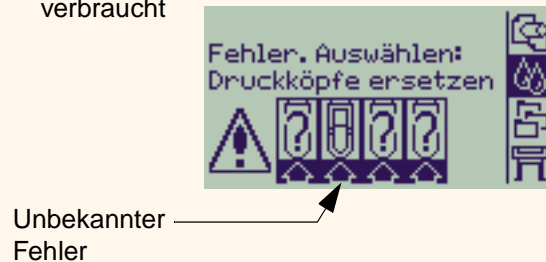 verbraucht
Fehler. Auswählen:
Druckköpfe ersetzen
? ? ?
Unbekannter
Fehler